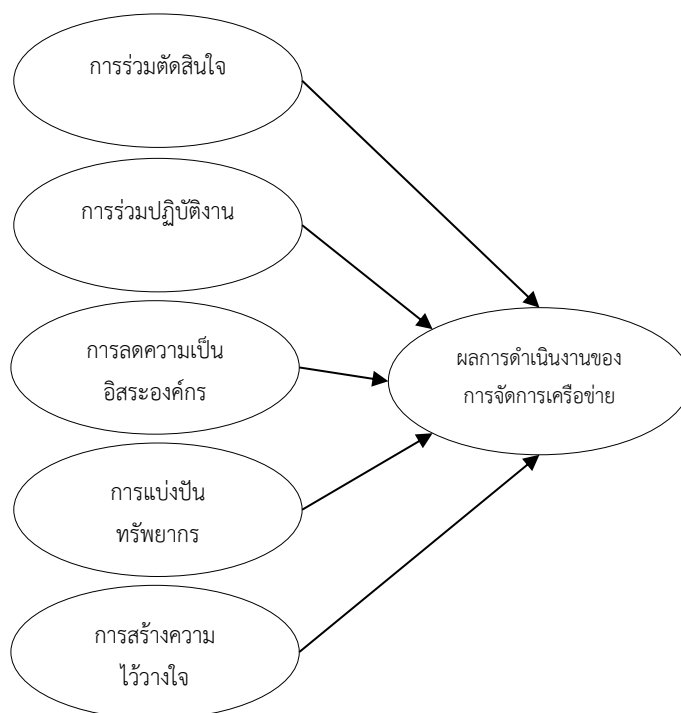 การร่วมตัดสินใจ
การร่วมปฏิบัติงาน
การลดความเป็น
อิสระองค์กร
ผลการดำเนินงานของ
การจัดการเครือข่าย
การแบ่งปัน
ทรัพยากร
การสร้างความ
ไว้วางใจ